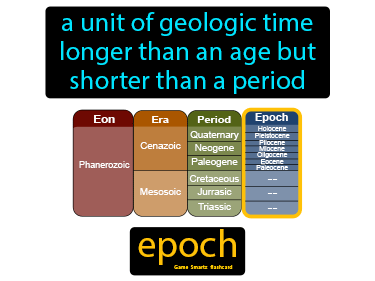 a unit of geologic time
longer than an age but
shorter than a period
Eon Era Period Epoch
Phanerozoic
Cenazoic
Mesosoic
Quaternary
Neogene
Paleogene
Cretaceous
Jurrasic
Triassic
Holocene
Pleistocene
Pliocene
Miocene
Oligocene
Eocene
Paleocene
--
--
--
epoch
Game Smartz flashcard